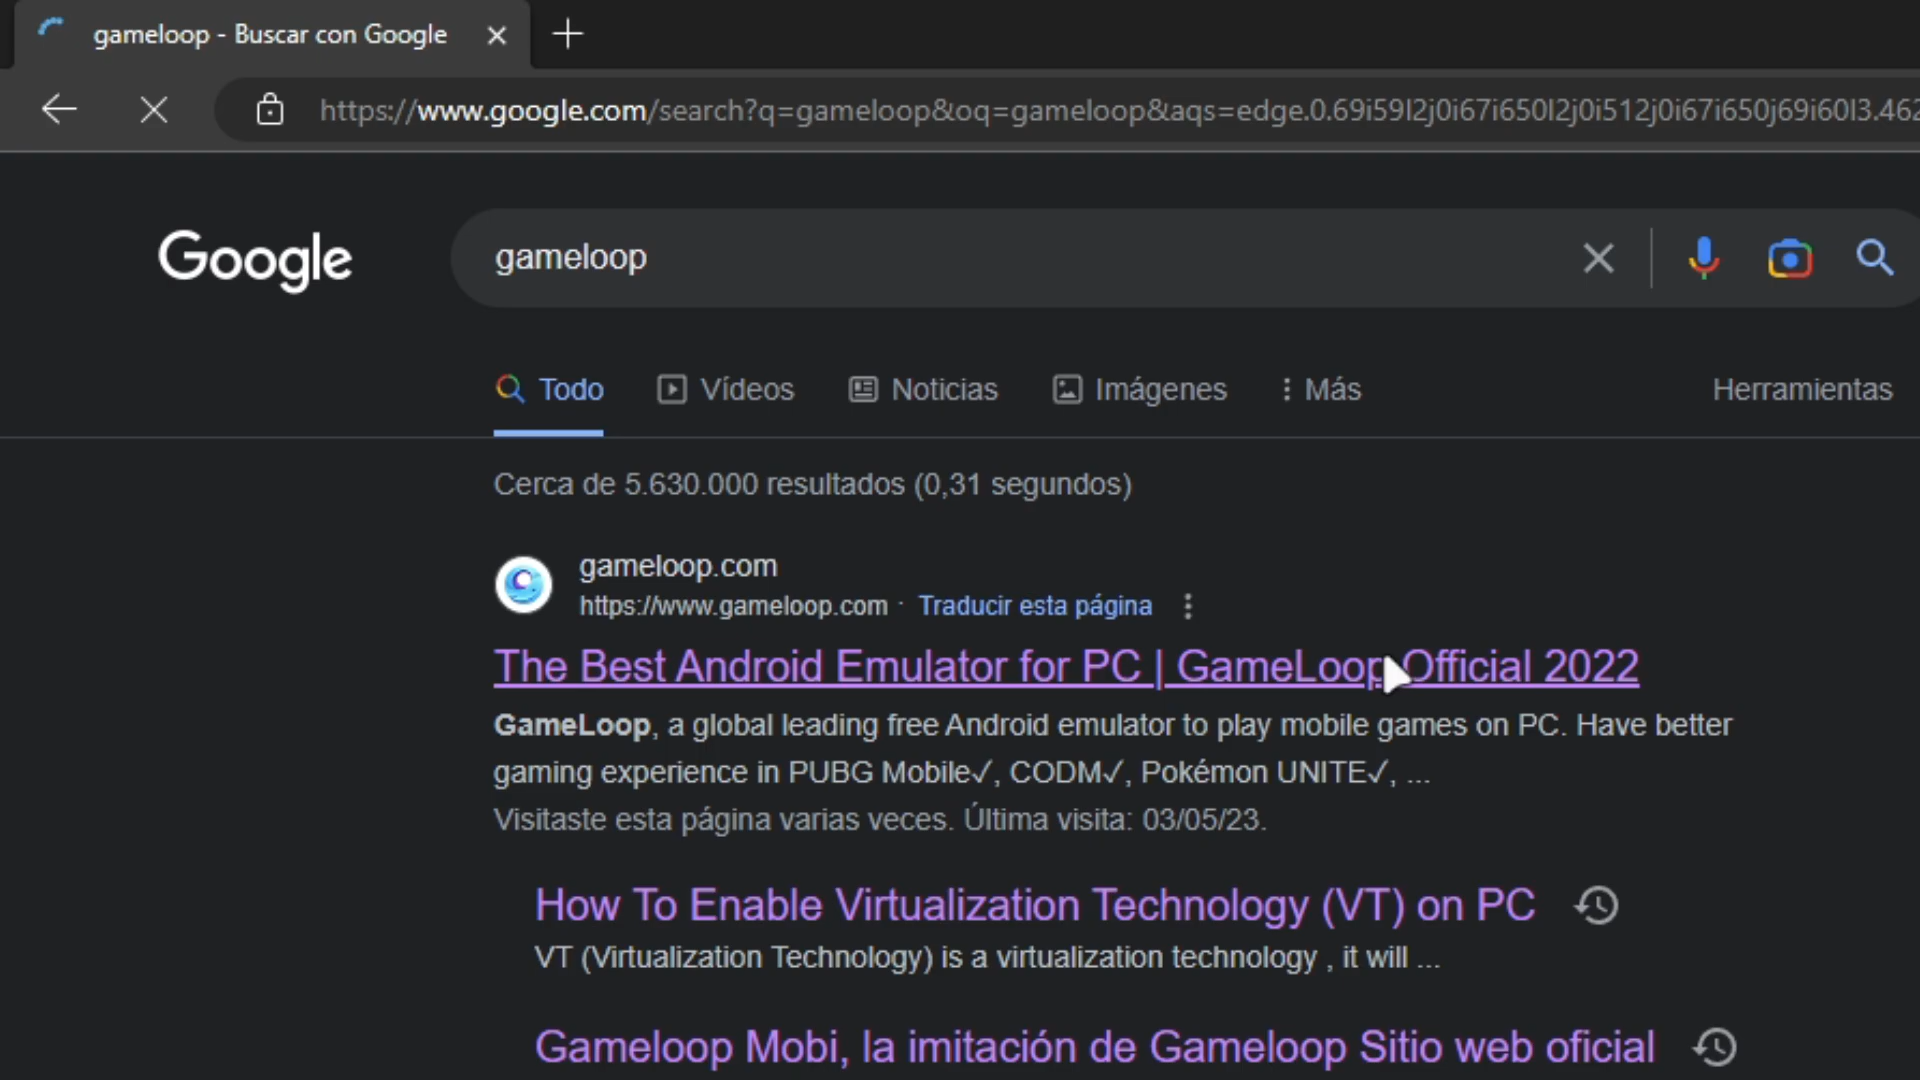 gameloop - Buscar con Google
https://www.google.com/search?q=gameloop&oq=gameloop&aqs=edge.0.69i59l2j0i67i650l2j0i512j0i67i650j69i60l3.462
Google
gameloop
Todo Vídeos Noticias Imágenes Más Herramientas
Cerca de 5.630.000 resultados (0,31 segundos)
gameloop.com
https://www.gameloop.com · Traducir esta página
The Best Android Emulator for PC | GameLoop Official 2022
GameLoop, a global leading free Android emulator to play mobile games on PC. Have better
gaming experience in PUBG Mobile✓, CODM✓, Pokémon UNITE✓, ...
Visitaste esta página varias veces. Última visita: 03/05/23.
How To Enable Virtualization Technology (VT) on PC
VT (Virtualization Technology) is a virtualization technology , it will ...
Gameloop Mobi, la imitación de Gameloop Sitio web oficial